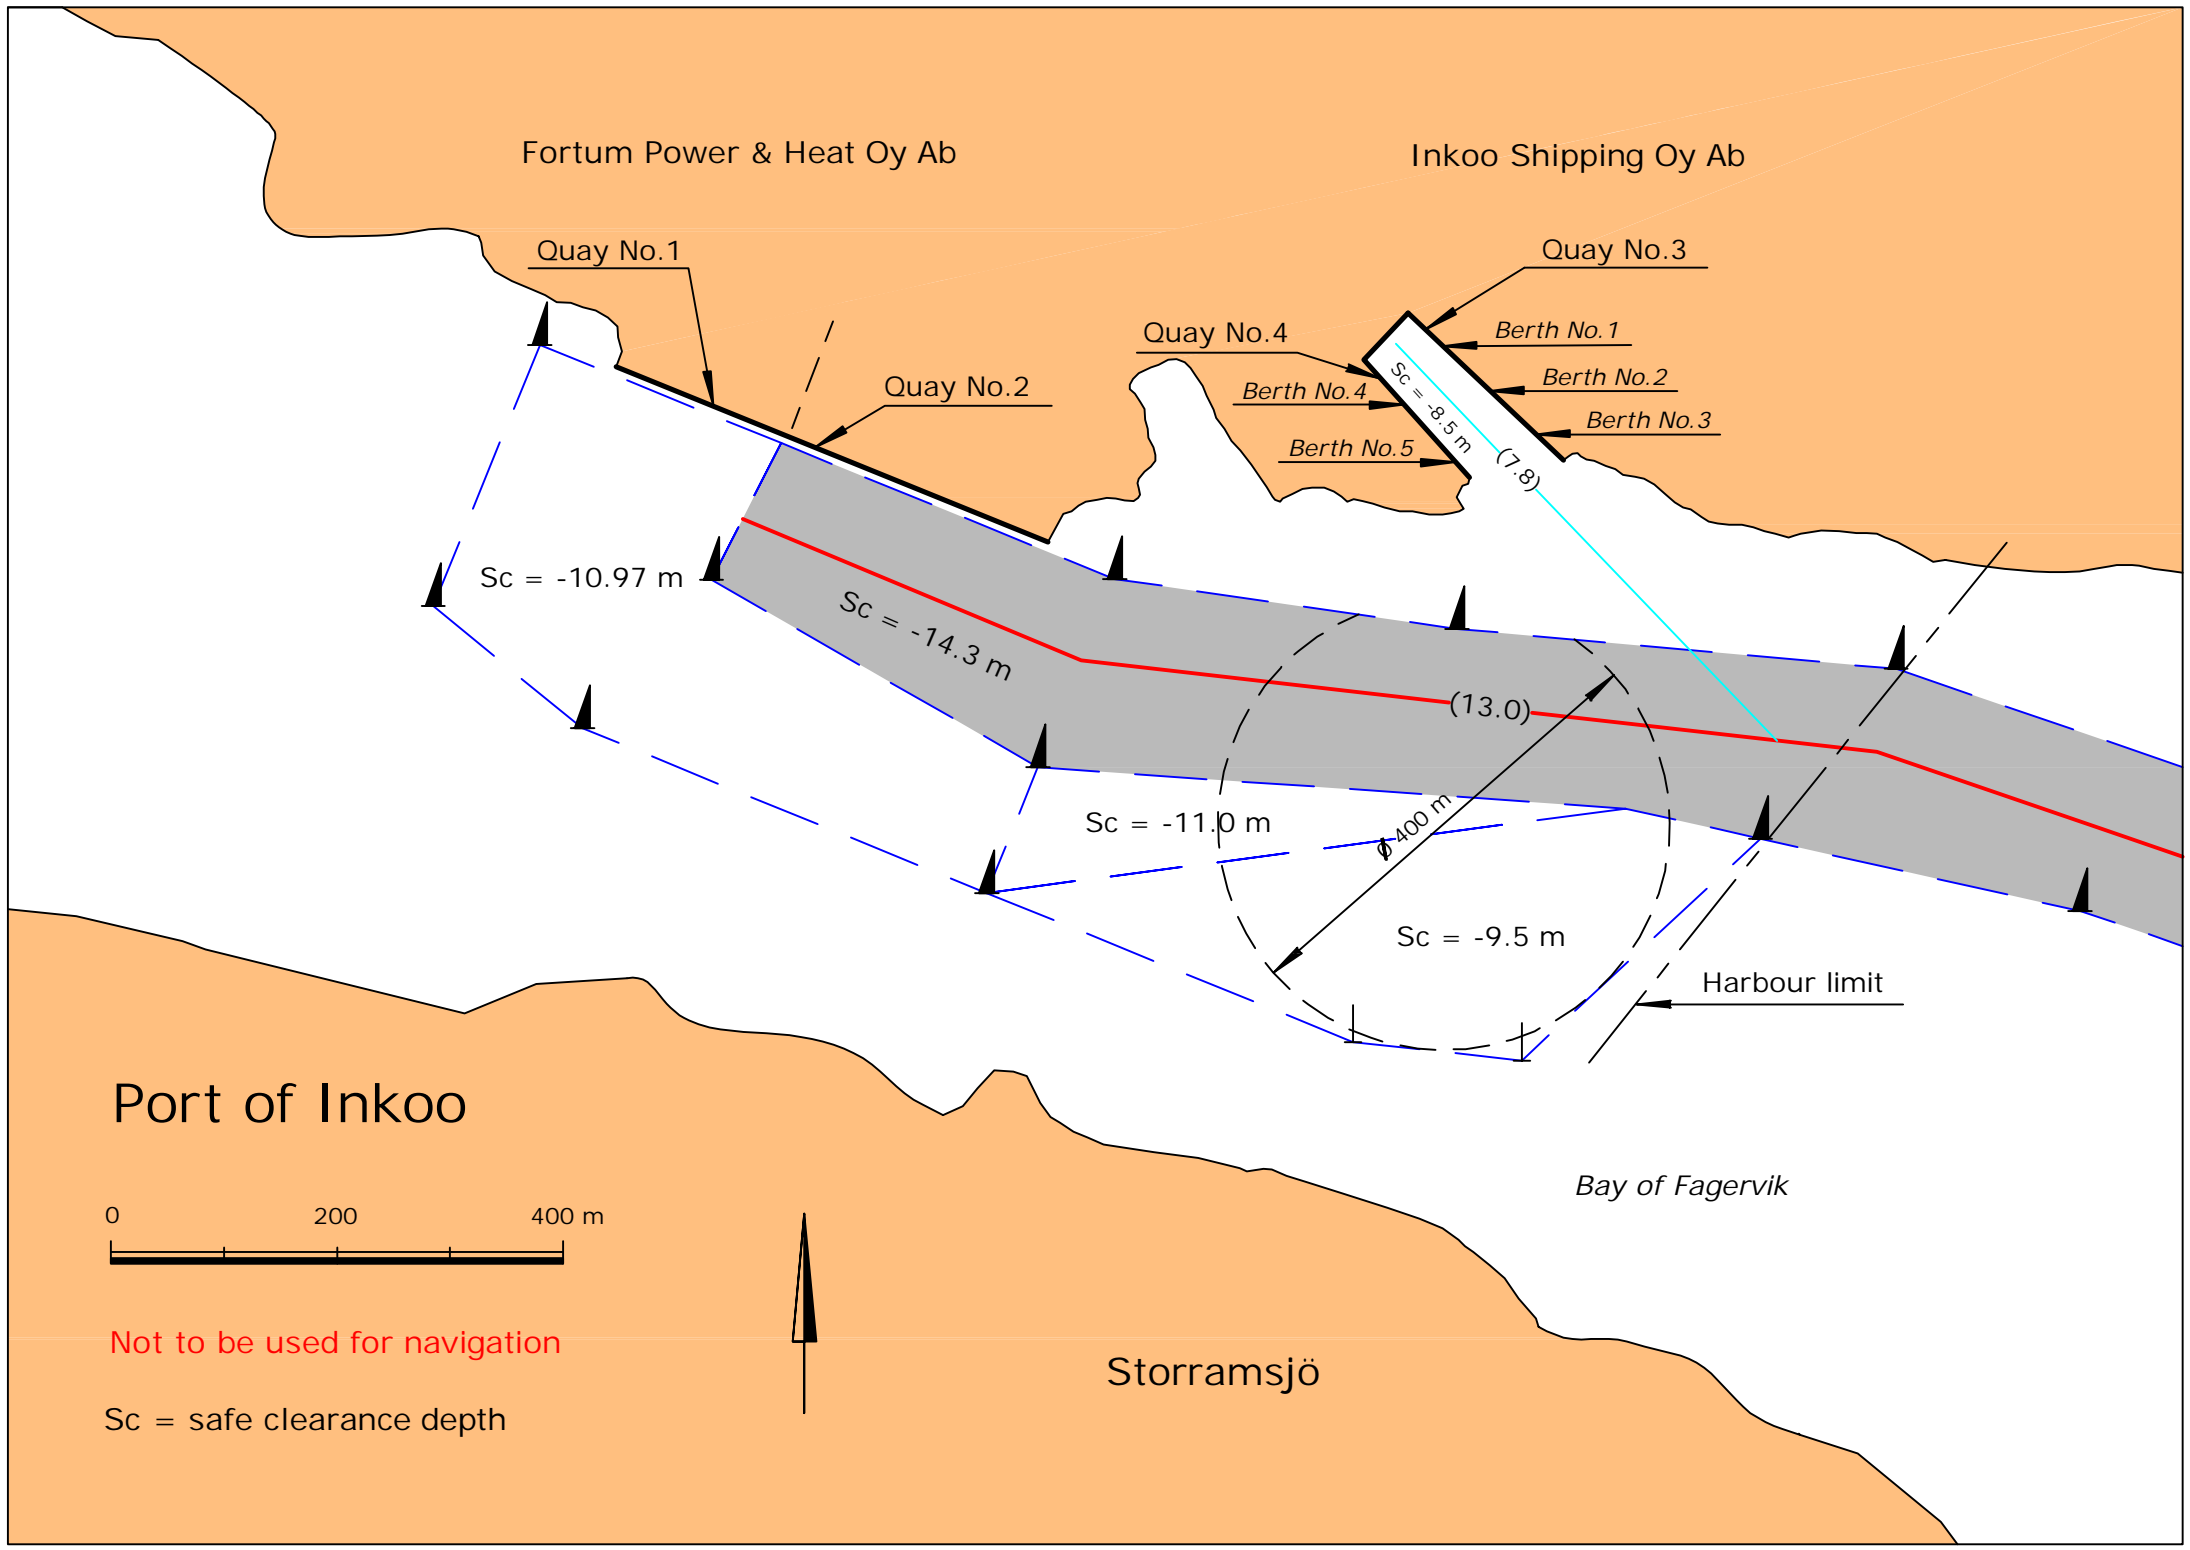 Fortum Power & Heat Oy Ab
Inkoo Shipping Oy Ab
Quay No.1
Quay No.3
Quay No.4
Berth No.1
Quay No.2
Berth No.2
Berth No.4
Sc = -8.5 m
Berth No.3
Berth No.5
(7.8)
Sc = -10.97 m
Sc = -14.3 m
(13.0)
Sc = -11.0 m
Ø 400 m
Sc = -9.5 m
Harbour limit
Port of Inkoo
Bay of Fagervik
0 200 400 m
Not to be used for navigation
Storramsjö
Sc = safe clearance depth